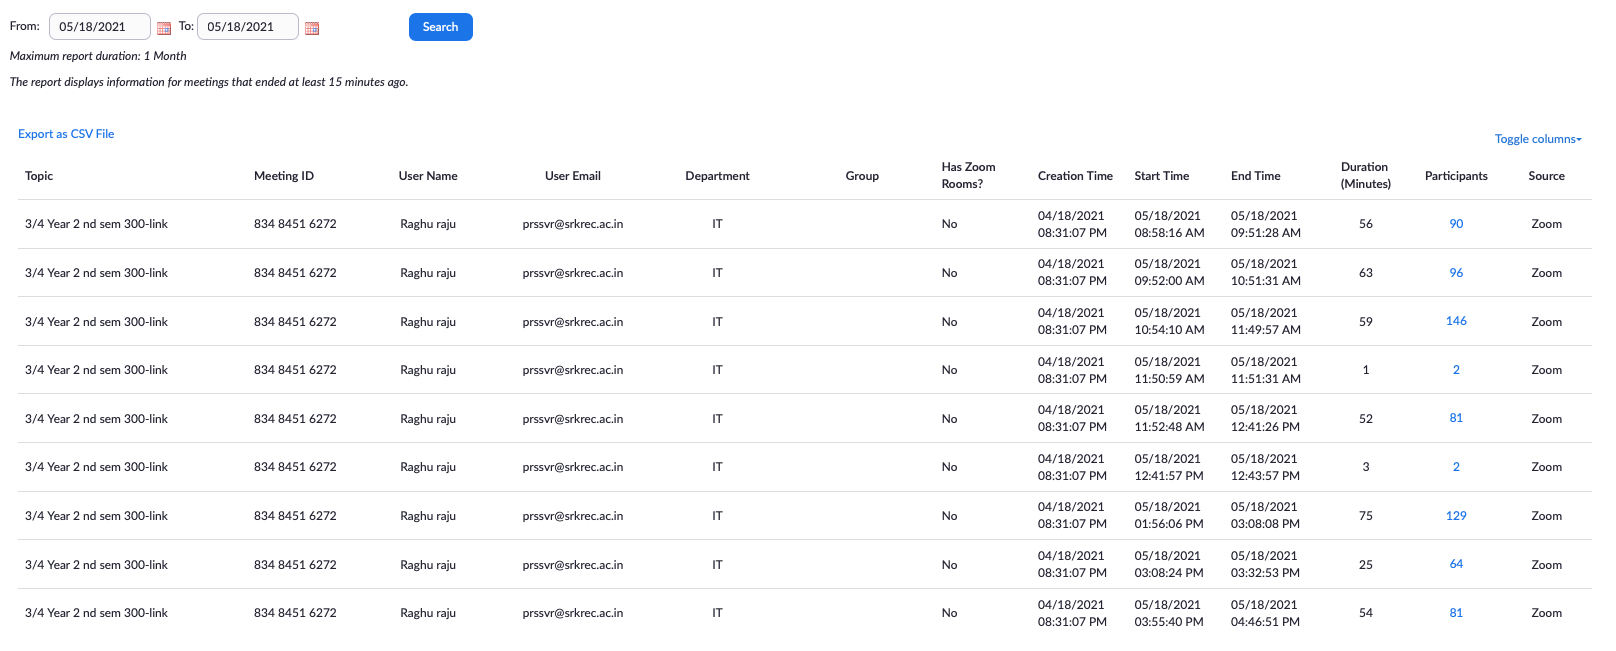 From: 05/18/2021 To: 05/18/2021 Search
Maximum report duration: 1 Month
The report displays information for meetings that ended at least 15 minutes ago.
Export as CSV File
Toggle columns
Topic Meeting ID User Name User Email Department Group Has Zoom Rooms? Creation Time Start Time End Time Duration (Minutes) Participants Source
3/4 Year 2 nd sem 300-link 834 8451 6272 Raghu raju prssvr@srkrec.ac.in IT No 04/18/2021 08:31:07 PM 05/18/2021 08:58:16 AM 05/18/2021 09:51:28 AM 56 90 Zoom
3/4 Year 2 nd sem 300-link 834 8451 6272 Raghu raju prssvr@srkrec.ac.in IT No 04/18/2021 08:31:07 PM 05/18/2021 09:52:00 AM 05/18/2021 10:51:31 AM 63 96 Zoom
3/4 Year 2 nd sem 300-link 834 8451 6272 Raghu raju prssvr@srkrec.ac.in IT No 04/18/2021 08:31:07 PM 05/18/2021 10:54:10 AM 05/18/2021 11:49:57 AM 59 146 Zoom
3/4 Year 2 nd sem 300-link 834 8451 6272 Raghu raju prssvr@srkrec.ac.in IT No 04/18/2021 08:31:07 PM 05/18/2021 11:50:59 AM 05/18/2021 11:51:31 AM 1 2 Zoom
3/4 Year 2 nd sem 300-link 834 8451 6272 Raghu raju prssvr@srkrec.ac.in IT No 04/18/2021 08:31:07 PM 05/18/2021 11:52:48 AM 05/18/2021 12:41:26 PM 52 81 Zoom
3/4 Year 2 nd sem 300-link 834 8451 6272 Raghu raju prssvr@srkrec.ac.in IT No 04/18/2021 08:31:07 PM 05/18/2021 12:41:57 PM 05/18/2021 12:43:57 PM 3 2 Zoom
3/4 Year 2 nd sem 300-link 834 8451 6272 Raghu raju prssvr@srkrec.ac.in IT No 04/18/2021 08:31:07 PM 05/18/2021 01:56:06 PM 05/18/2021 03:08:08 PM 75 129 Zoom
3/4 Year 2 nd sem 300-link 834 8451 6272 Raghu raju prssvr@srkrec.ac.in IT No 04/18/2021 08:31:07 PM 05/18/2021 03:08:24 PM 05/18/2021 03:32:53 PM 25 64 Zoom
3/4 Year 2 nd sem 300-link 834 8451 6272 Raghu raju prssvr@srkrec.ac.in IT No 04/18/2021 08:31:07 PM 05/18/2021 03:55:40 PM 05/18/2021 04:46:51 PM 54 81 Zoom